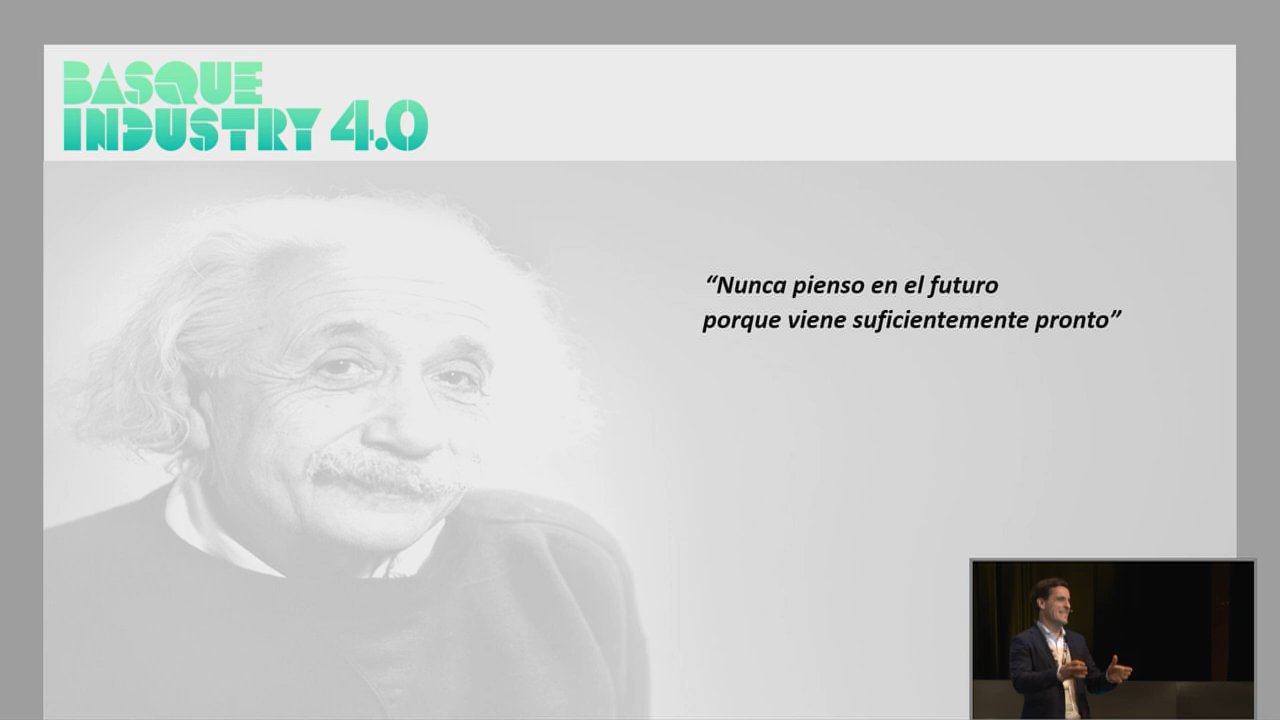 BASQUE
INDUSTRY 4.0
“Nunca pienso en el futuro
porque viene suficientemente pronto”